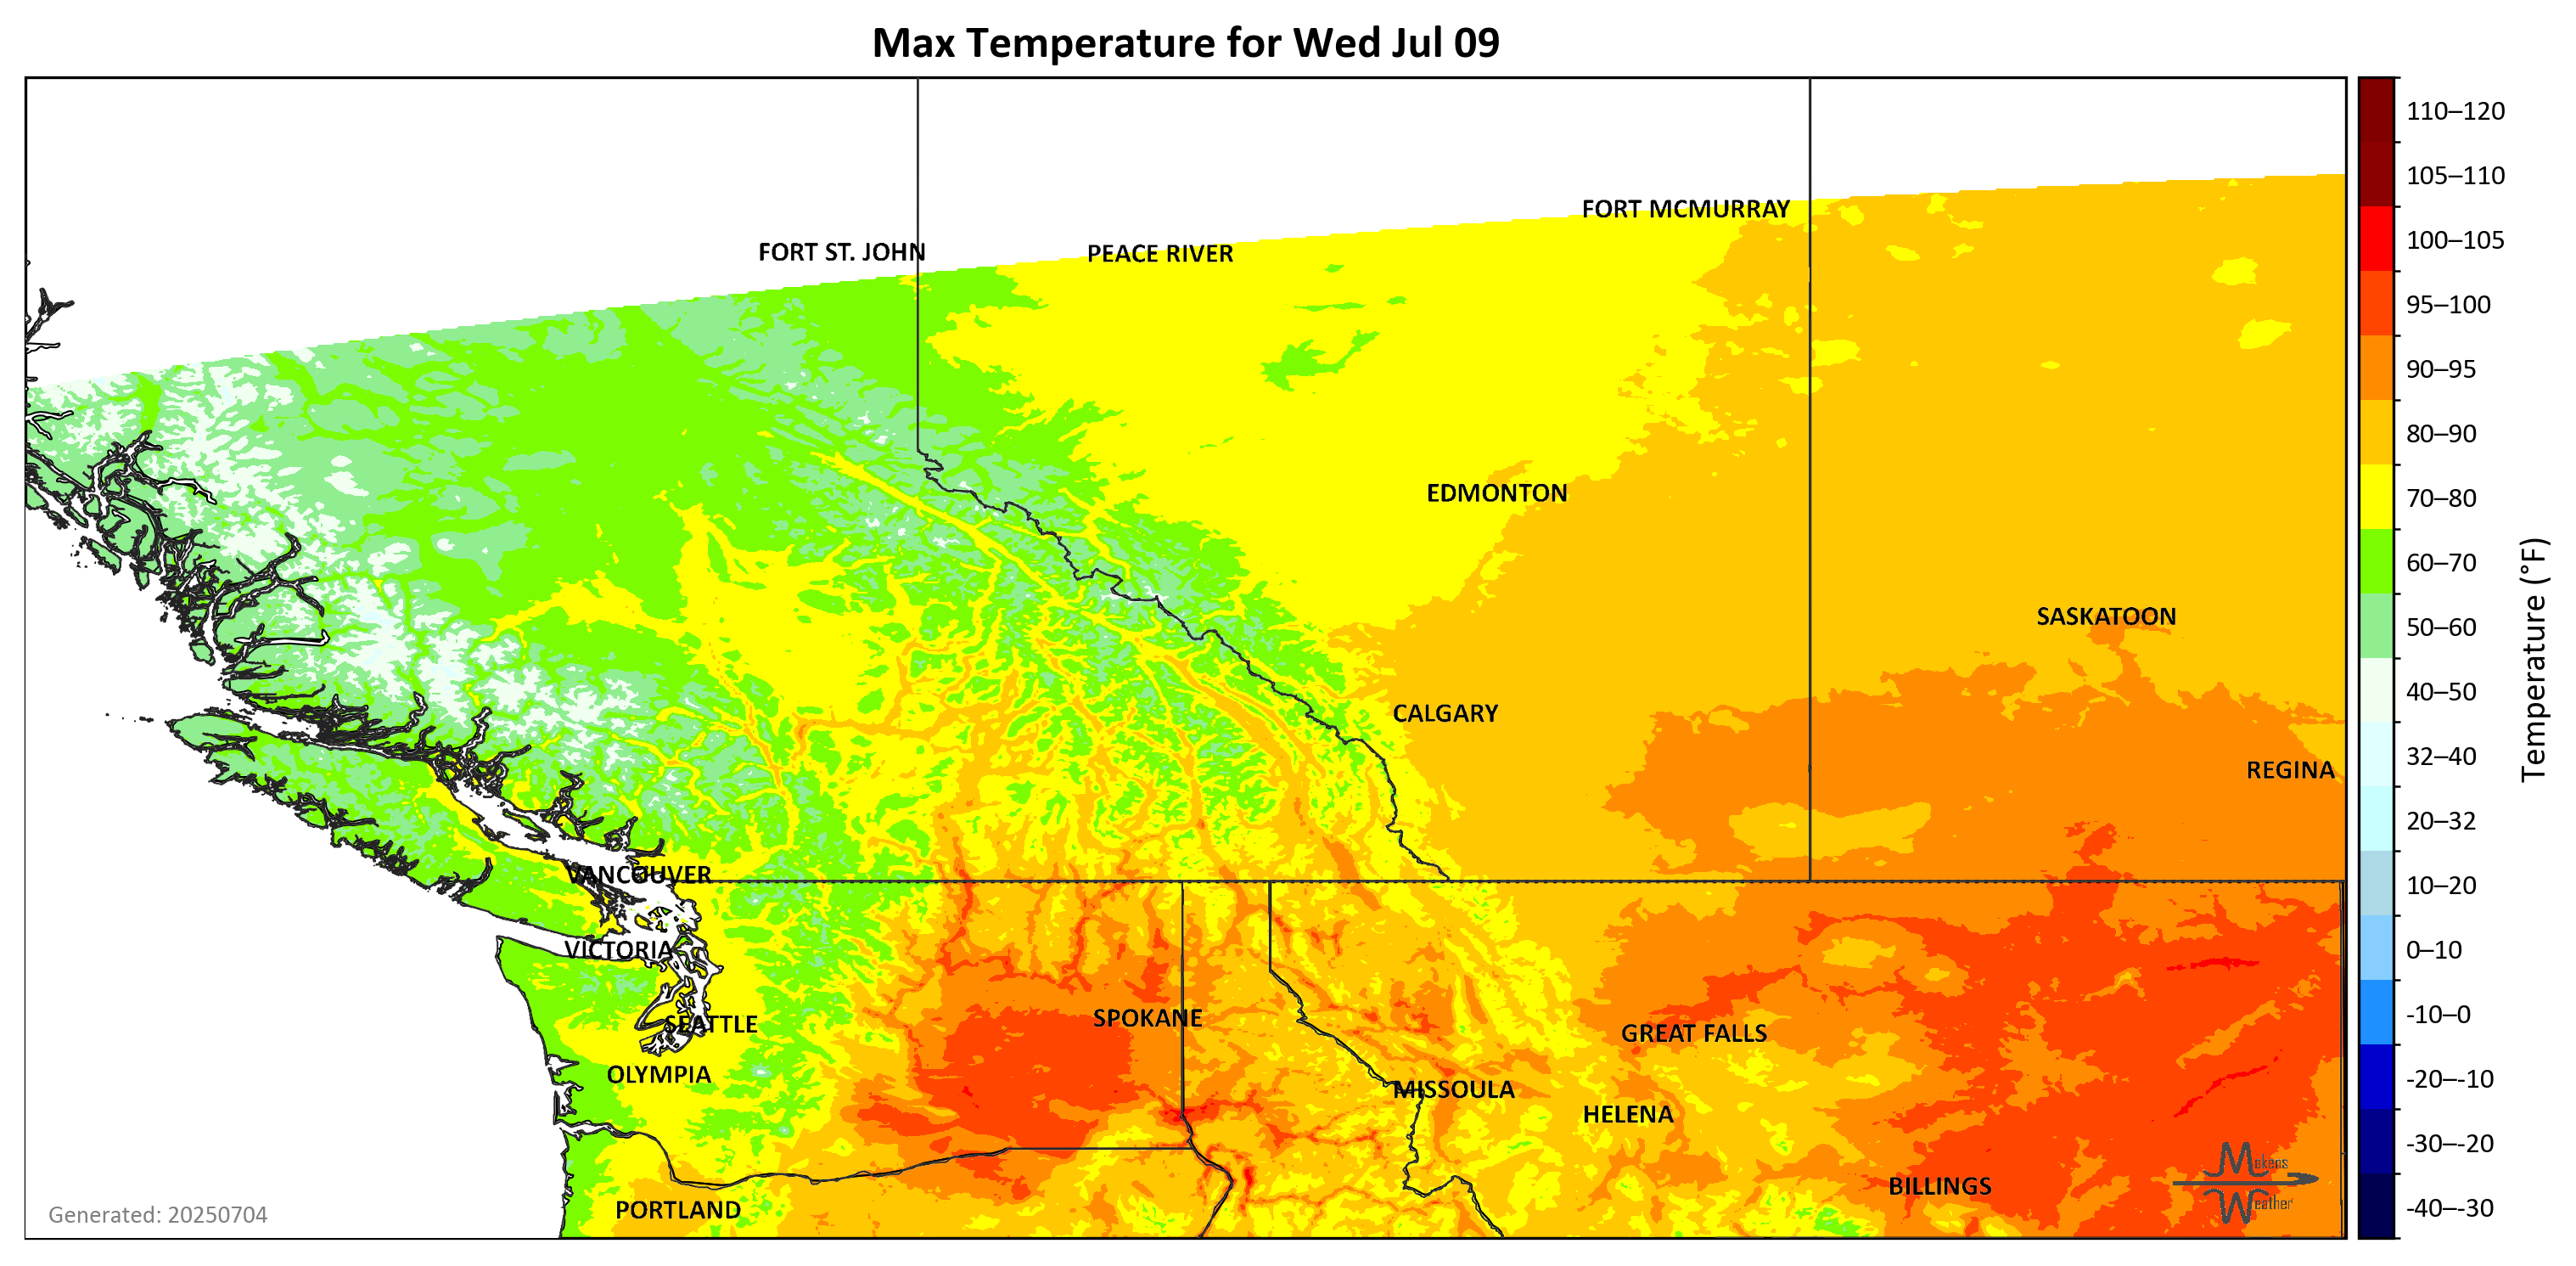 Max Temperature for Wed Jul 09
110–120
105–110
100–105
95–100
90–95
80–90
70–80
60–70
50–60
40–50
32–40
20–32
10–20
0–10
-10–0
-20–-10
-30–-20
-40–-30
Temperature (°F)
FORT MCMURRAY
FORT ST. JOHN
PEACE RIVER
EDMONTON
SASKATOON
CALGARY
REGINA
VANCOUVER
VICTORIA
SEATTLE
SPOKANE
GREAT FALLS
OLYMPIA
MISSOULA
HELENA
BILLINGS
PORTLAND
Makens
Weather
Generated: 20250704